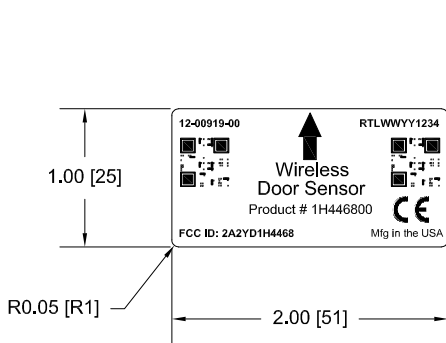 12-00919-00
RTLWWYY1234
1.00 [25]
Wireless
Door Sensor
Product # 1H446800
CE
FCC ID: 2A2YD1H4468
Mfg in the USA
R0.05 [R1]
2.00 [51]